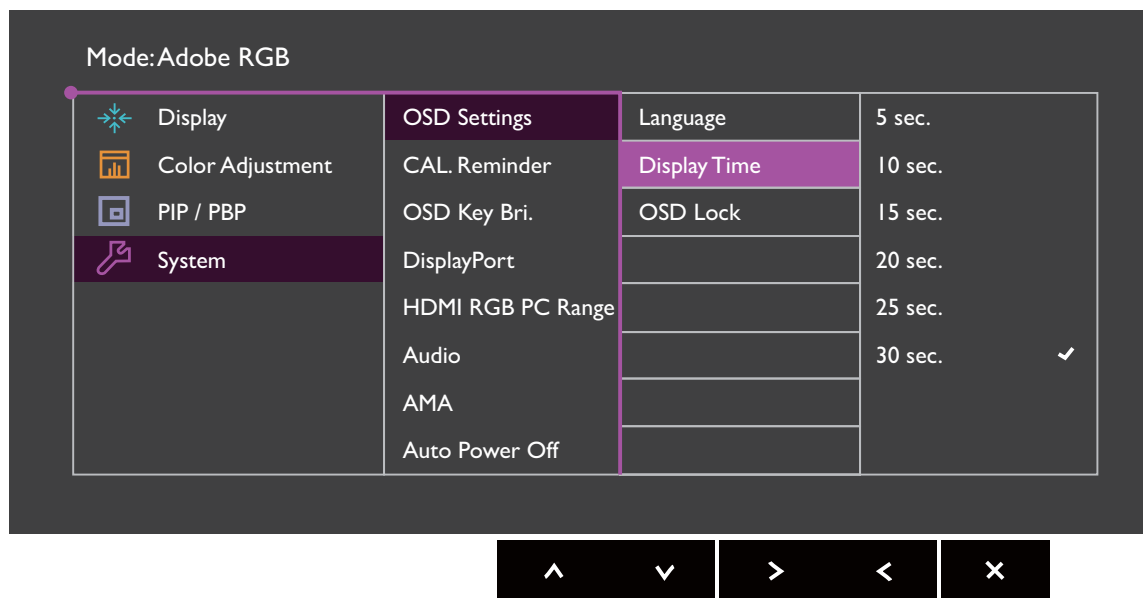 Mode: Adobe RGB
Display
Color Adjustment
PIP / PBP
System
OSD Settings
CAL. Reminder
OSD Key Bri.
DisplayPort
HDMI RGB PC Range
Audio
AMA
Auto Power Off
Language
Display Time
OSD Lock
5 sec.
10 sec.
15 sec.
20 sec.
25 sec.
30 sec.